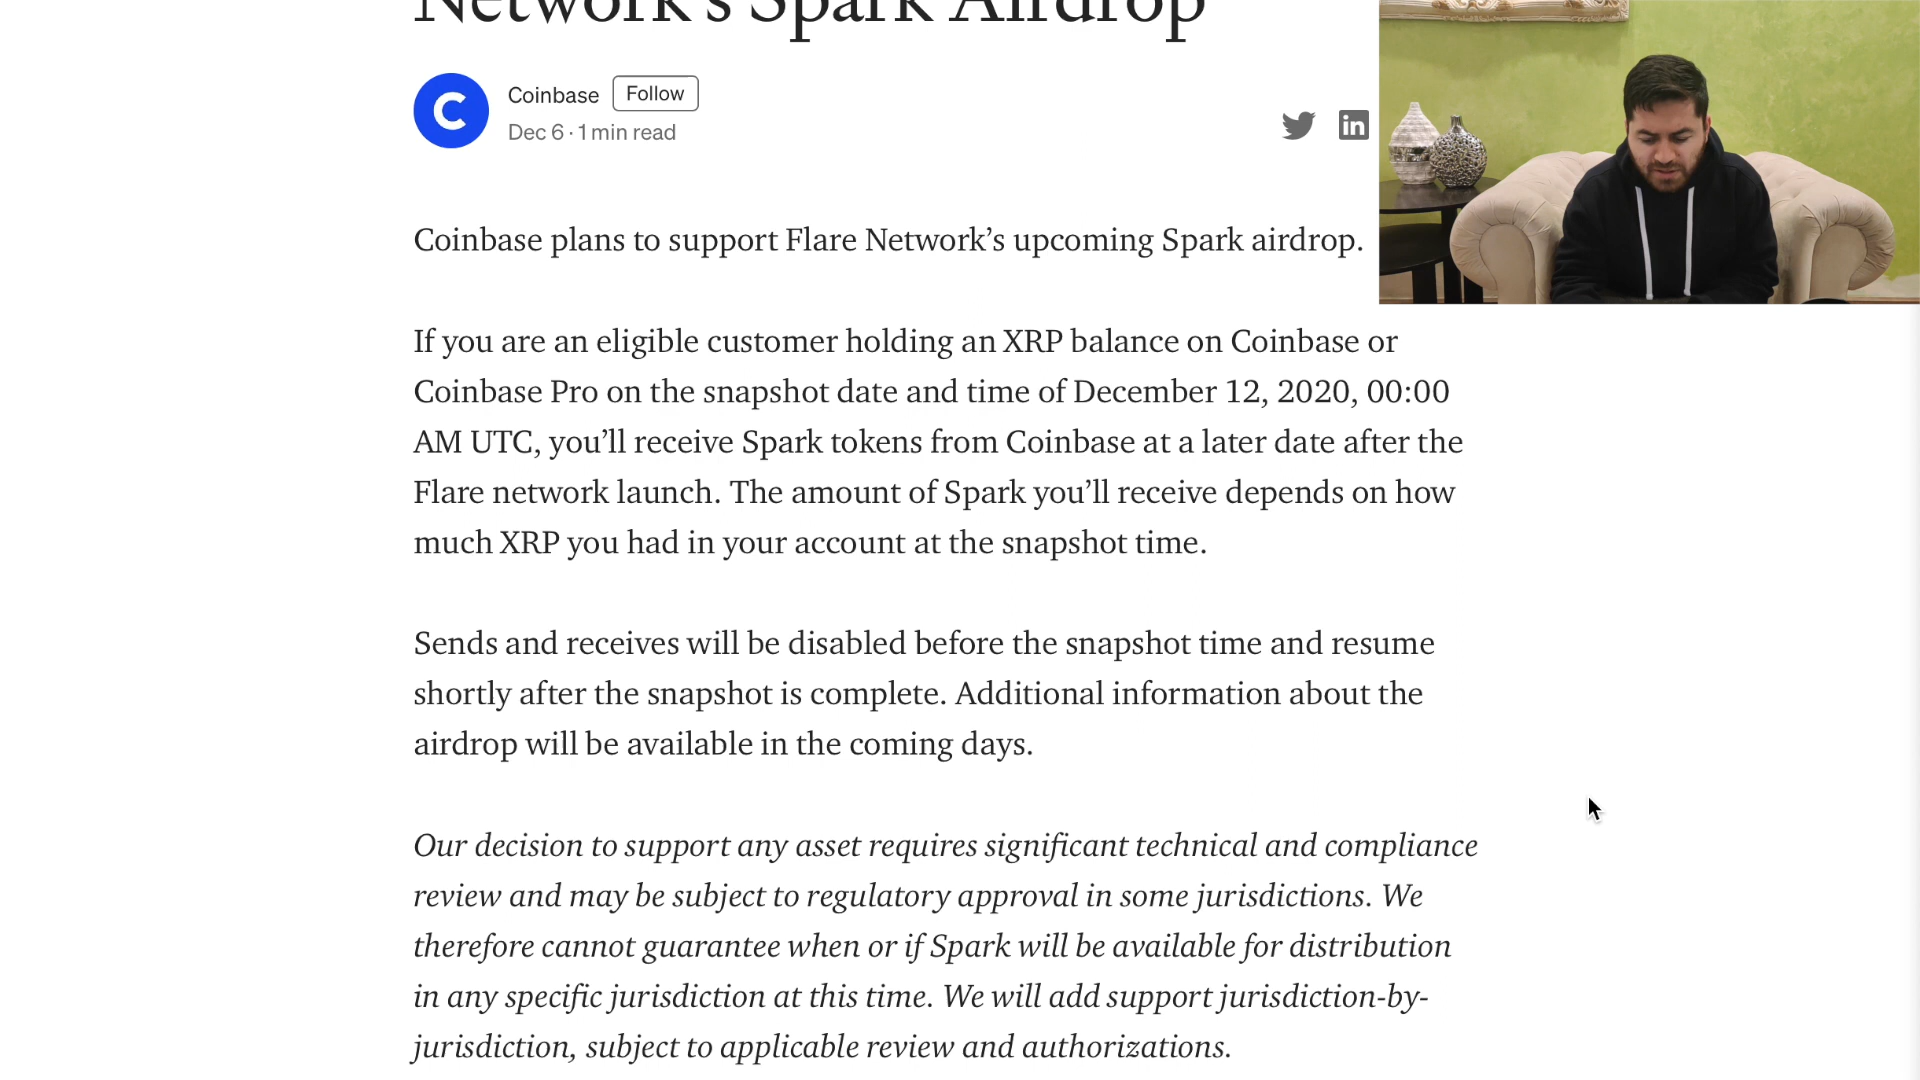 Network's Spark Airdrop
Coinbase Follow
Dec 6 · 1 min read
Coinbase plans to support Flare Network’s upcoming Spark airdrop.
If you are an eligible customer holding an XRP balance on Coinbase or
Coinbase Pro on the snapshot date and time of December 12, 2020, 00:00
AM UTC, you’ll receive Spark tokens from Coinbase at a later date after the
Flare network launch. The amount of Spark you’ll receive depends on how
much XRP you had in your account at the snapshot time.
Sends and receives will be disabled before the snapshot time and resume
shortly after the snapshot is complete. Additional information about the
airdrop will be available in the coming days.
Our decision to support any asset requires significant technical and compliance
review and may be subject to regulatory approval in some jurisdictions. We
therefore cannot guarantee when or if Spark will be available for distribution
in any specific jurisdiction at this time. We will add support jurisdiction-by-
jurisdiction, subject to applicable review and authorizations.